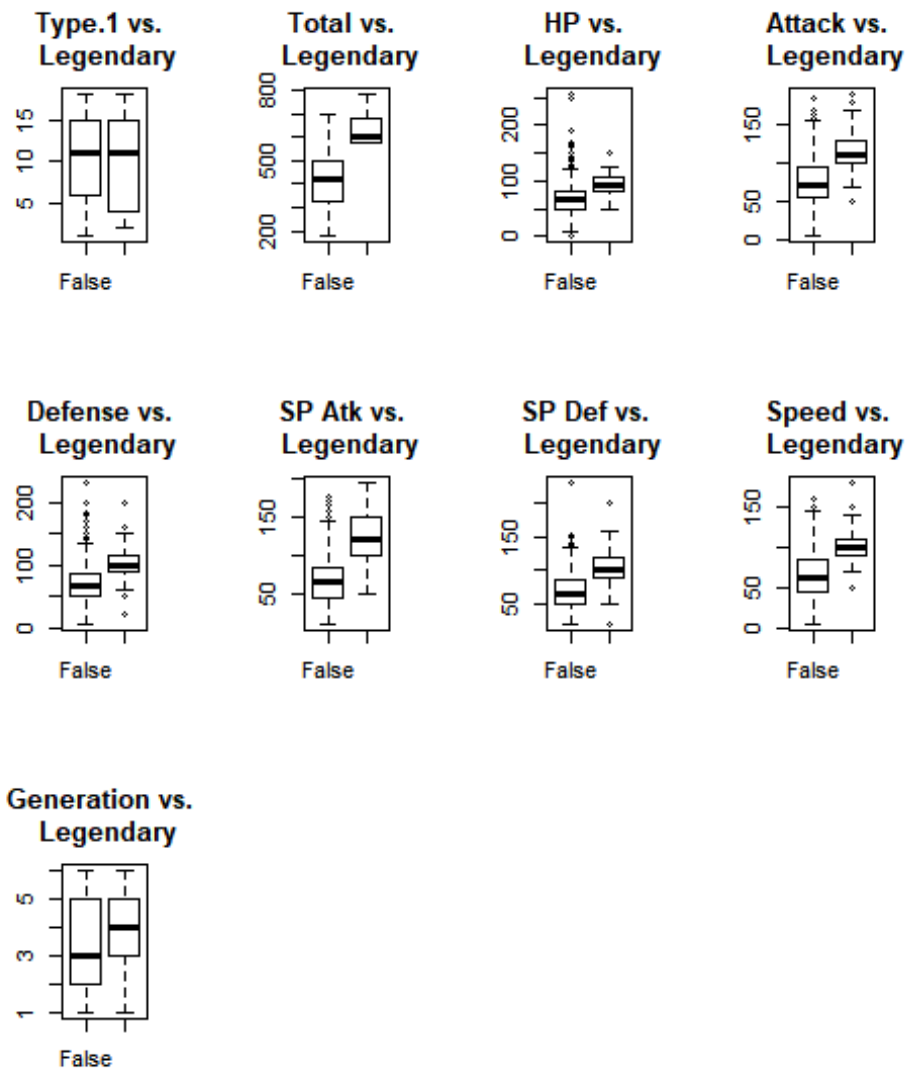 Type.1 vs.
Legendary
5 10 15
False
Total vs.
Legendary
200 500 800
False
HP vs.
Legendary
0 100 200
False
Attack vs.
Legendary
0 50 150
False
Defense vs.
Legendary
0 100 200
False
SP Atk vs.
Legendary
50 150
False
SP Def vs.
Legendary
50 150
False
Speed vs.
Legendary
0 50 150
False
Generation vs.
Legendary
1 3 5
False